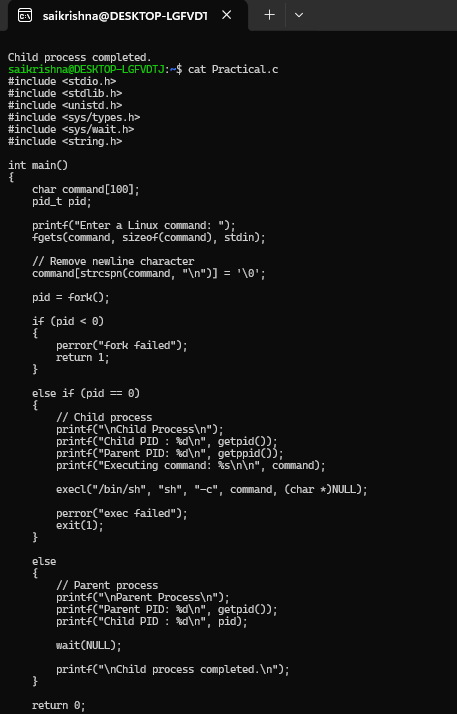 saikrishna@DESKTOP-LGFVD1
Child process completed.
saikrishna@DESKTOP-LGFVDTJ:~$ cat Practical.c
#include <stdio.h>
#include <stdlib.h>
#include <unistd.h>
#include <sys/types.h>
#include <sys/wait.h>
#include <string.h>
int main()
{
    char command[100];
    pid_t pid;
    printf("Enter a Linux command: ");
    fgets(command, sizeof(command), stdin);
    // Remove newline character
    command[strcspn(command, "\n")] = '\0';
    pid = fork();
    if (pid < 0)
    {
        perror("fork failed");
        return 1;
    }
    else if (pid == 0)
    {
        // Child process
        printf("\nChild Process\n");
        printf("Child PID : %d\n", getpid());
        printf("Parent PID: %d\n", getppid());
        printf("Executing command: %s\n\n", command);
        execl("/bin/sh", "sh", "-c", command, (char *)NULL);
        perror("exec failed");
        exit(1);
    }
    else
    {
        // Parent process
        printf("\nParent Process\n");
        printf("Parent PID: %d\n", getpid());
        printf("Child PID : %d\n", pid);
        wait(NULL);
        printf("\nChild process completed.\n");
    }
    return 0;